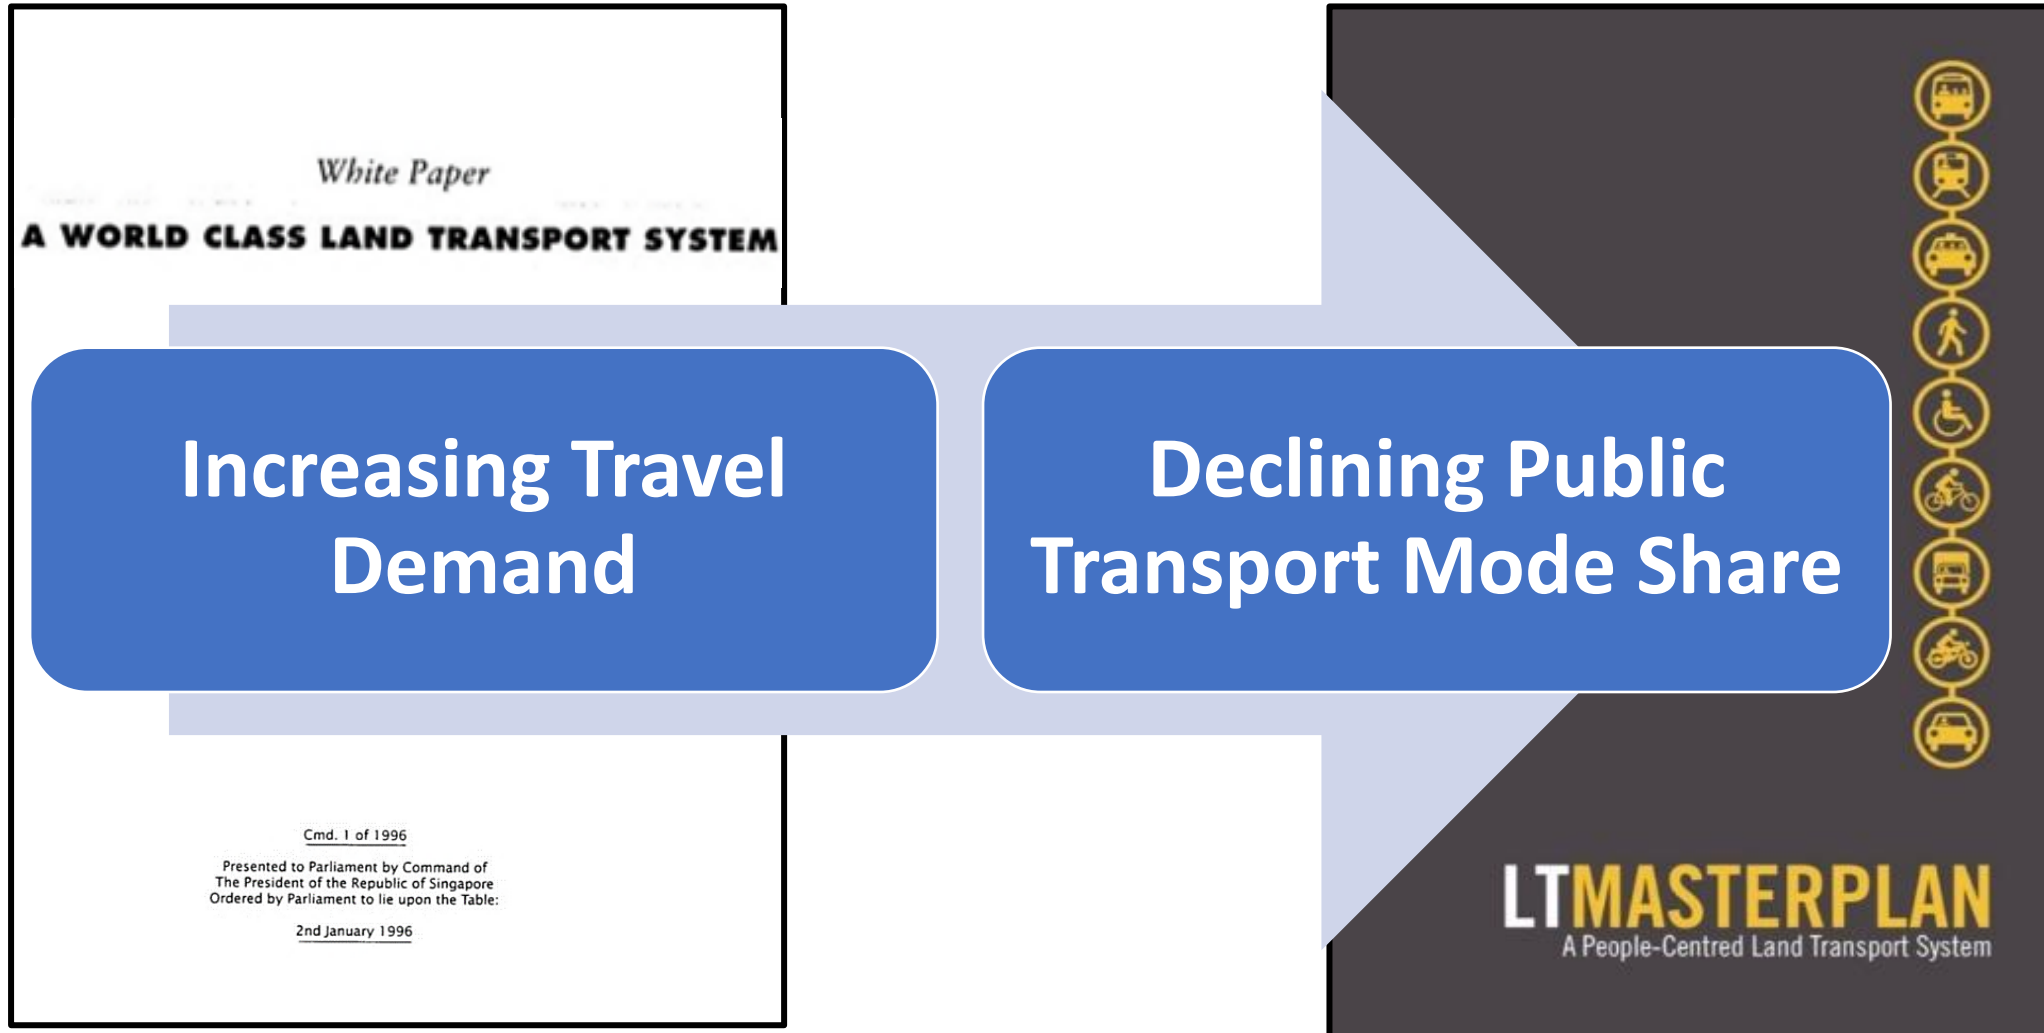 White Paper
A WORLD CLASS LAND TRANSPORT SYSTEM
Increasing Travel
Demand
Declining Public
Transport Mode Share
Cmd. 1 of 1996
Presented to Parliament by Command of
The President of the Republic of Singapore
Ordered by Parliament to lie upon the Table:
2nd January 1996
LTMASTERPLAN
A People-Centred Land Transport System